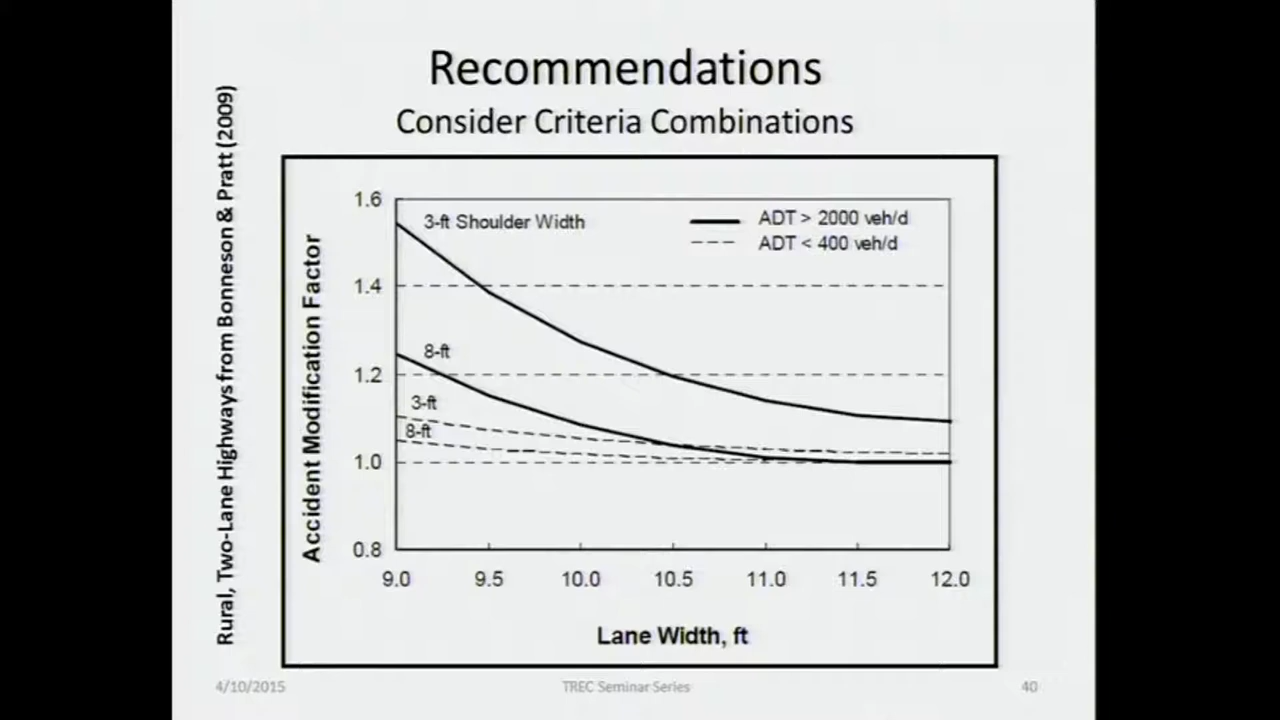 Recommendations
Consider Criteria Combinations
Rural, Two-Lane Highways from Bonneson & Pratt (2009)
Accident Modification Factor
1.6
1.4
1.2
1.0
0.8
3-ft Shoulder Width
8-ft
3-ft
8-ft
ADT > 2000 veh/d
ADT < 400 veh/d
9.0 9.5 10.0 10.5 11.0 11.5 12.0
Lane Width, ft
4/10/2015 TREC Seminar Series 40